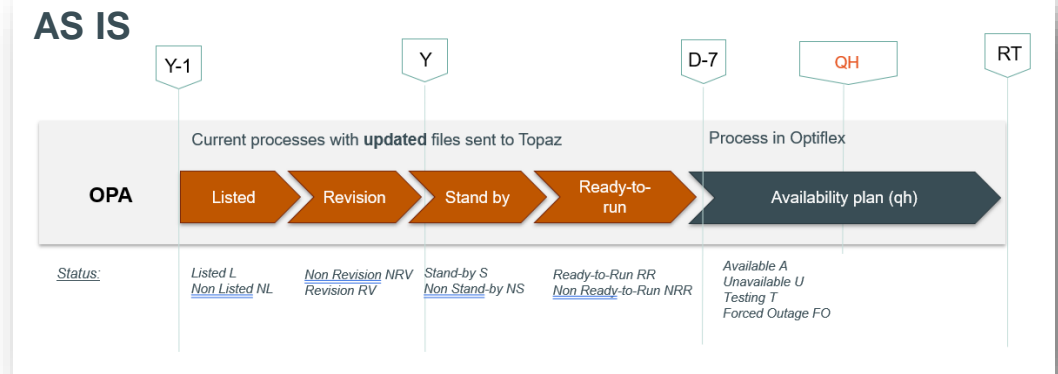 AS IS
Y-1
Y
D-7
QH
RT
Current processes with updated files sent to Topaz
Process in Optiflex
OPA
Listed
Revision
Stand by
Ready-to-
run
Availability plan (qh)
Status:
Listed L
Non Listed NL
Non Revision NRV
Revision RV
Stand-by S
Non Stand-by NS
Ready-to-Run RR
Non Ready-to-Run NRR
Available A
Unavailable U
Testing T
Forced Outage FO